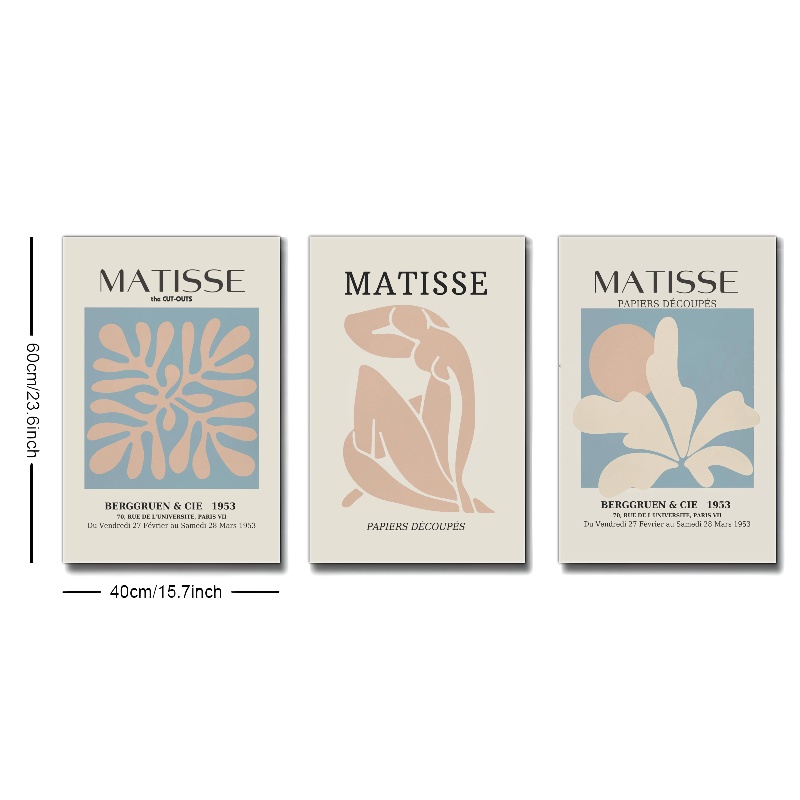 60cm/23.6inch
MATISSE
the CUT-OUTS
BERGGRUEN & CIE 1953
70, RUE DE L'UNIVERSITE, PARIS VII
Du Vendredi 27 Février au Samedi 28 Mars 1953
MATISSE
PAPIERS DÉCOUPÉS
MATISSE
PAPIERS DÉCOUPÉS
BERGGRUEN & CIE 1953
70, RUE DE L'UNIVERSITE, PARIS VII
Du Vendredi 27 Février au Samedi 28 Mars 1953
40cm/15.7inch